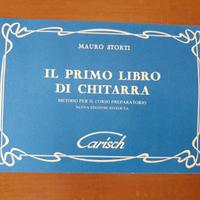 MAURO STORTI
IL PRIMO LIBRO
DI CHITARRA
METODO PER IL CORSO PREPARATORIO
NUOVA EDIZIONE RIVEDUTA
Carisch